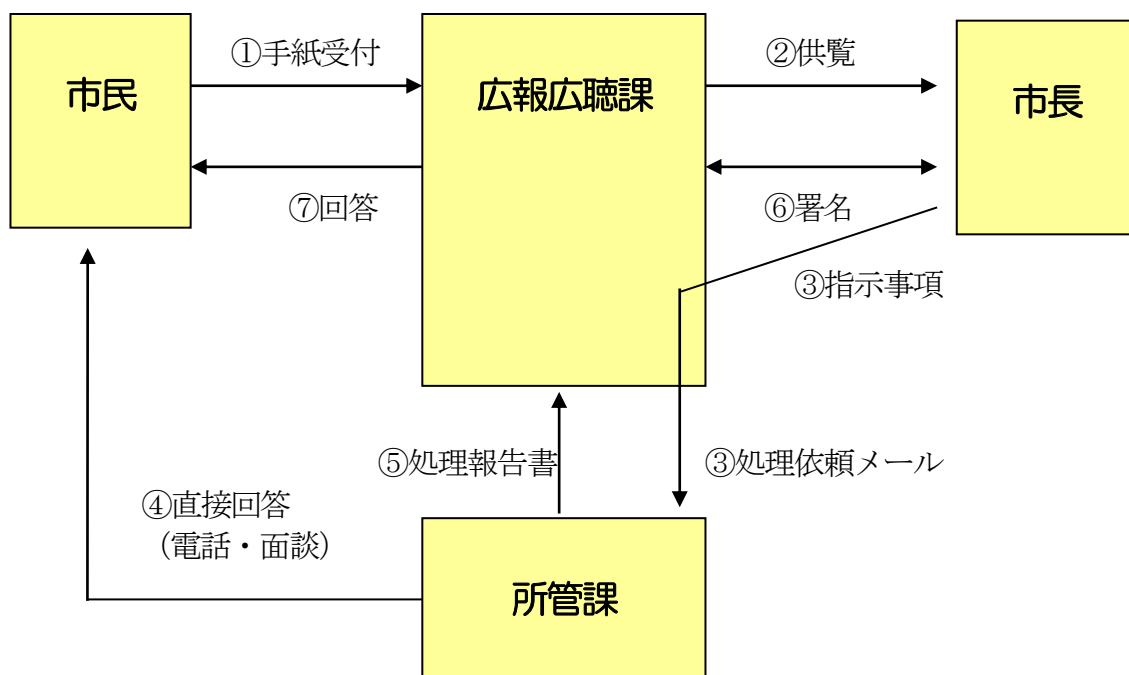 ①手紙受付
②供覧
市民
広報広聴課
市長
⑦回答
⑥署名
③指示事項
⑤処理報告書
③処理依頼メール
④直接回答
（電話・面談）
所管課